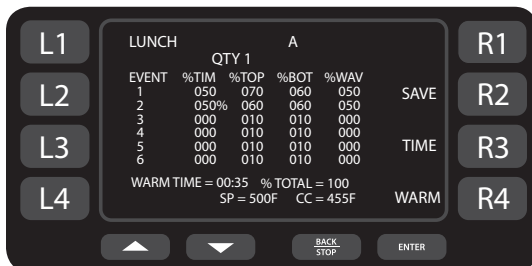 L1 LUNCH A R1
QTY 1
EVENT %TIM %TOP %BOT %WAV
1 050 070 060 050
L2 2 050% 060 060 050 SAVE R2
3 000 010 010 000
4 000 010 010 000
L3 5 000 010 010 000 TIME R3
6 000 010 010 000
WARM TIME = 00:35 % TOTAL = 100
L4 SP = 500F CC = 455F WARM R4
BACK
STOP ENTER